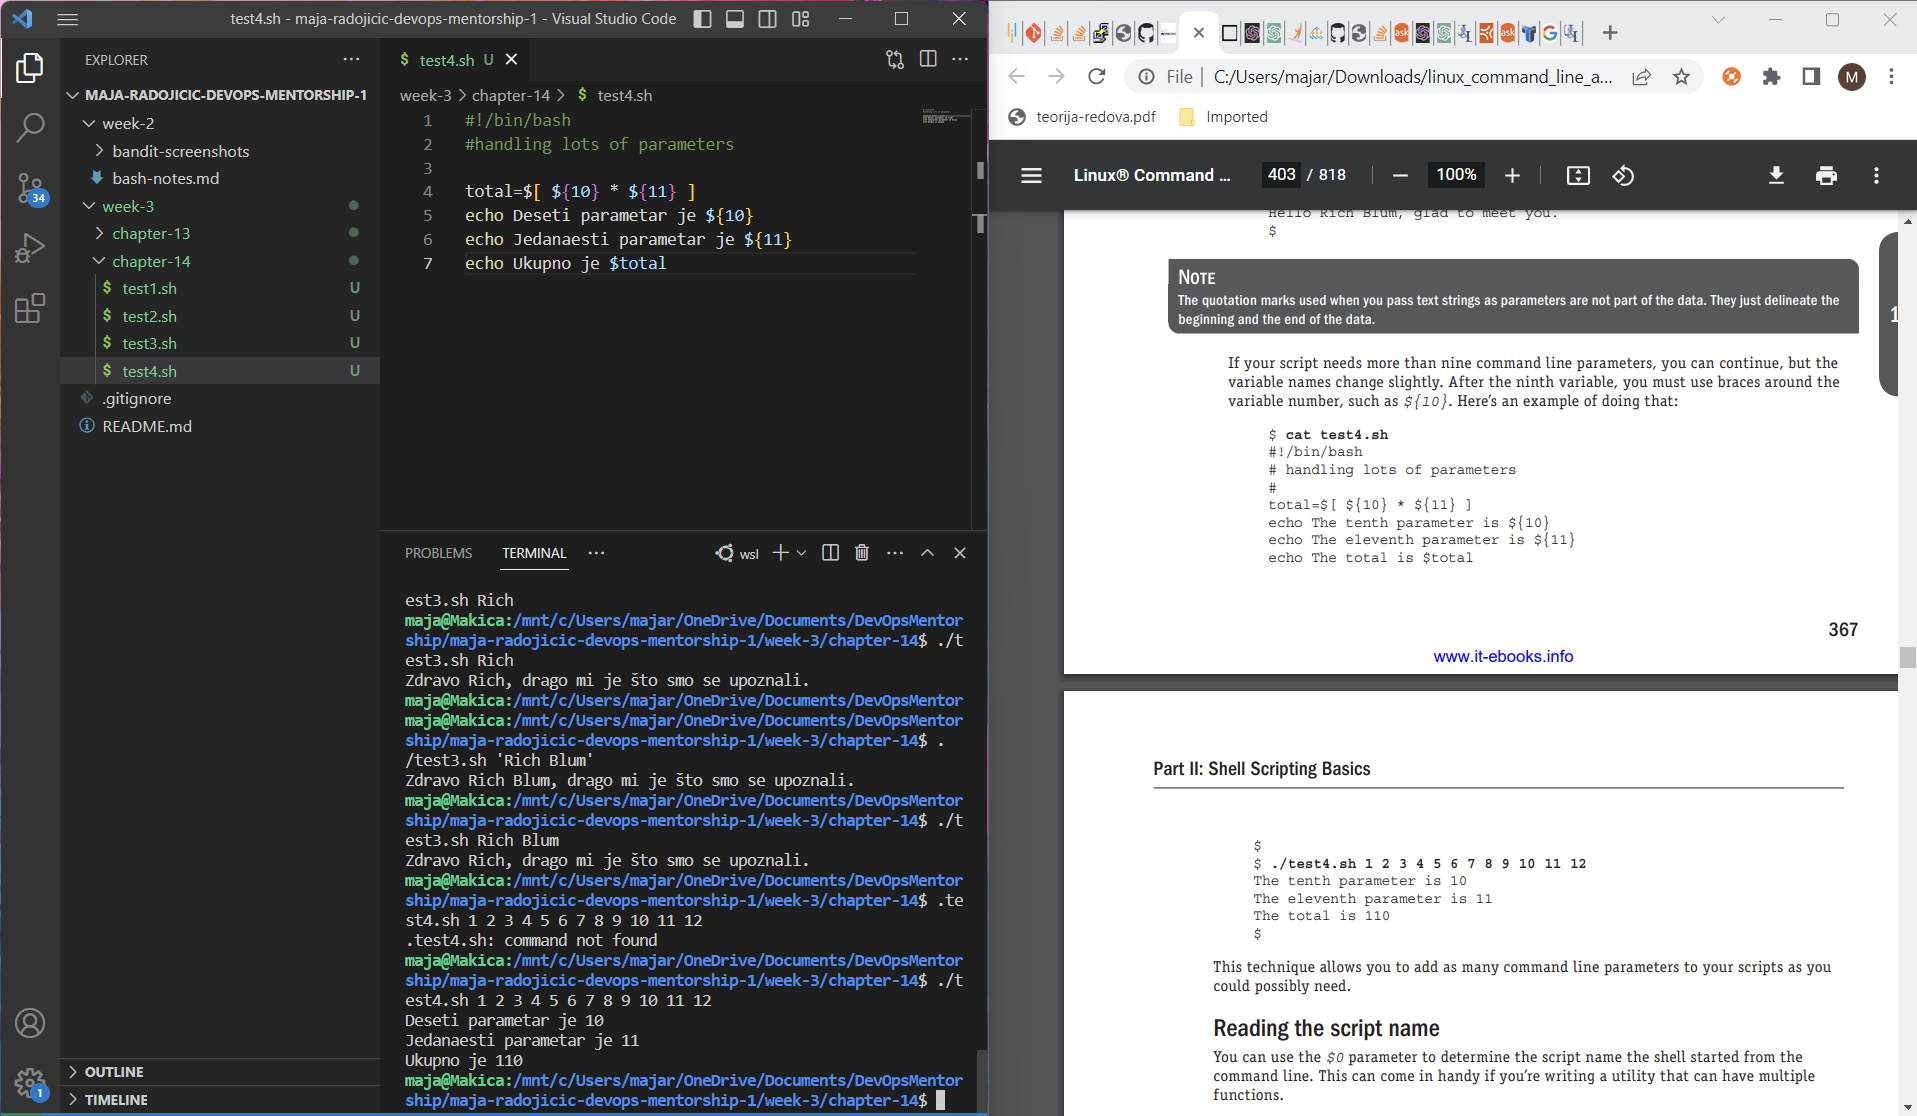 test4.sh - maja-radojicic-devops-mentorship-1 - Visual Studio Code
EXPLORER
MAJA-RADOJICIC-DEVOPS-MENTORSHIP-1
week-2
bandit-screenshots
bash-notes.md
week-3
chapter-13
chapter-14
$ test1.sh U
$ test2.sh U
$ test3.sh U
$ test4.sh U
.gitignore
README.md
OUTLINE
TIMELINE
34
1
$ test4.sh U
week-3 > chapter-14 > $ test4.sh
1 #!/bin/bash
2 #handling lots of parameters
3
4 total=$[ ${10} * ${11} ]
5 echo Deseti parametar je ${10}
6 echo Jedanaesti parametar je ${11}
7 echo Ukupno je $total
PROBLEMS TERMINAL
wsl
est3.sh Rich
maja@Makica:/mnt/c/Users/majar/OneDrive/Documents/DevOpsMentor
ship/maja-radojicic-devops-mentorship-1/week-3/chapter-14$ ./t
est3.sh Rich
Zdravo Rich, drago mi je što smo se upoznali.
maja@Makica:/mnt/c/Users/majar/OneDrive/Documents/DevOpsMentor
maja@Makica:/mnt/c/Users/majar/OneDrive/Documents/DevOpsMentor
ship/maja-radojicic-devops-mentorship-1/week-3/chapter-14$ .
/test3.sh 'Rich Blum'
Zdravo Rich Blum, drago mi je što smo se upoznali.
maja@Makica:/mnt/c/Users/majar/OneDrive/Documents/DevOpsMentor
ship/maja-radojicic-devops-mentorship-1/week-3/chapter-14$ ./t
est3.sh Rich Blum
Zdravo Rich, drago mi je što smo se upoznali.
maja@Makica:/mnt/c/Users/majar/OneDrive/Documents/DevOpsMentor
ship/maja-radojicic-devops-mentorship-1/week-3/chapter-14$ .te
st4.sh 1 2 3 4 5 6 7 8 9 10 11 12
.test4.sh: command not found
maja@Makica:/mnt/c/Users/majar/OneDrive/Documents/DevOpsMentor
ship/maja-radojicic-devops-mentorship-1/week-3/chapter-14$ ./t
est4.sh 1 2 3 4 5 6 7 8 9 10 11 12
Deseti parametar je 10
Jedanaesti parametar je 11
Ukupno je 110
maja@Makica:/mnt/c/Users/majar/OneDrive/Documents/DevOpsMentor
ship/maja-radojicic-devops-mentorship-1/week-3/chapter-14$
File | C:/Users/majar/Downloads/linux_command_line_a...
M
teorija-redova.pdf
Imported
Linux® Command ... 403 / 818 100%
Hello Rich Blum, glad to meet you.
$
NOTE
The quotation marks used when you pass text strings as parameters are not part of the data. They just delineate the
beginning and the end of the data.
1
If your script needs more than nine command line parameters, you can continue, but the
variable names change slightly. After the ninth variable, you must use braces around the
variable number, such as ${10}. Here's an example of doing that:
$ cat test4.sh
#!/bin/bash
# handling lots of parameters
#
total=$[ ${10} * ${11} ]
echo The tenth parameter is ${10}
echo The eleventh parameter is ${11}
echo The total is $total
367
www.it-ebooks.info
Part II: Shell Scripting Basics
$
$ ./test4.sh 1 2 3 4 5 6 7 8 9 10 11 12
The tenth parameter is 10
The eleventh parameter is 11
The total is 110
$
This technique allows you to add as many command line parameters to your scripts as you
could possibly need.
Reading the script name
You can use the $0 parameter to determine the script name the shell started from the
command line. This can come in handy if you're writing a utility that can have multiple
functions.